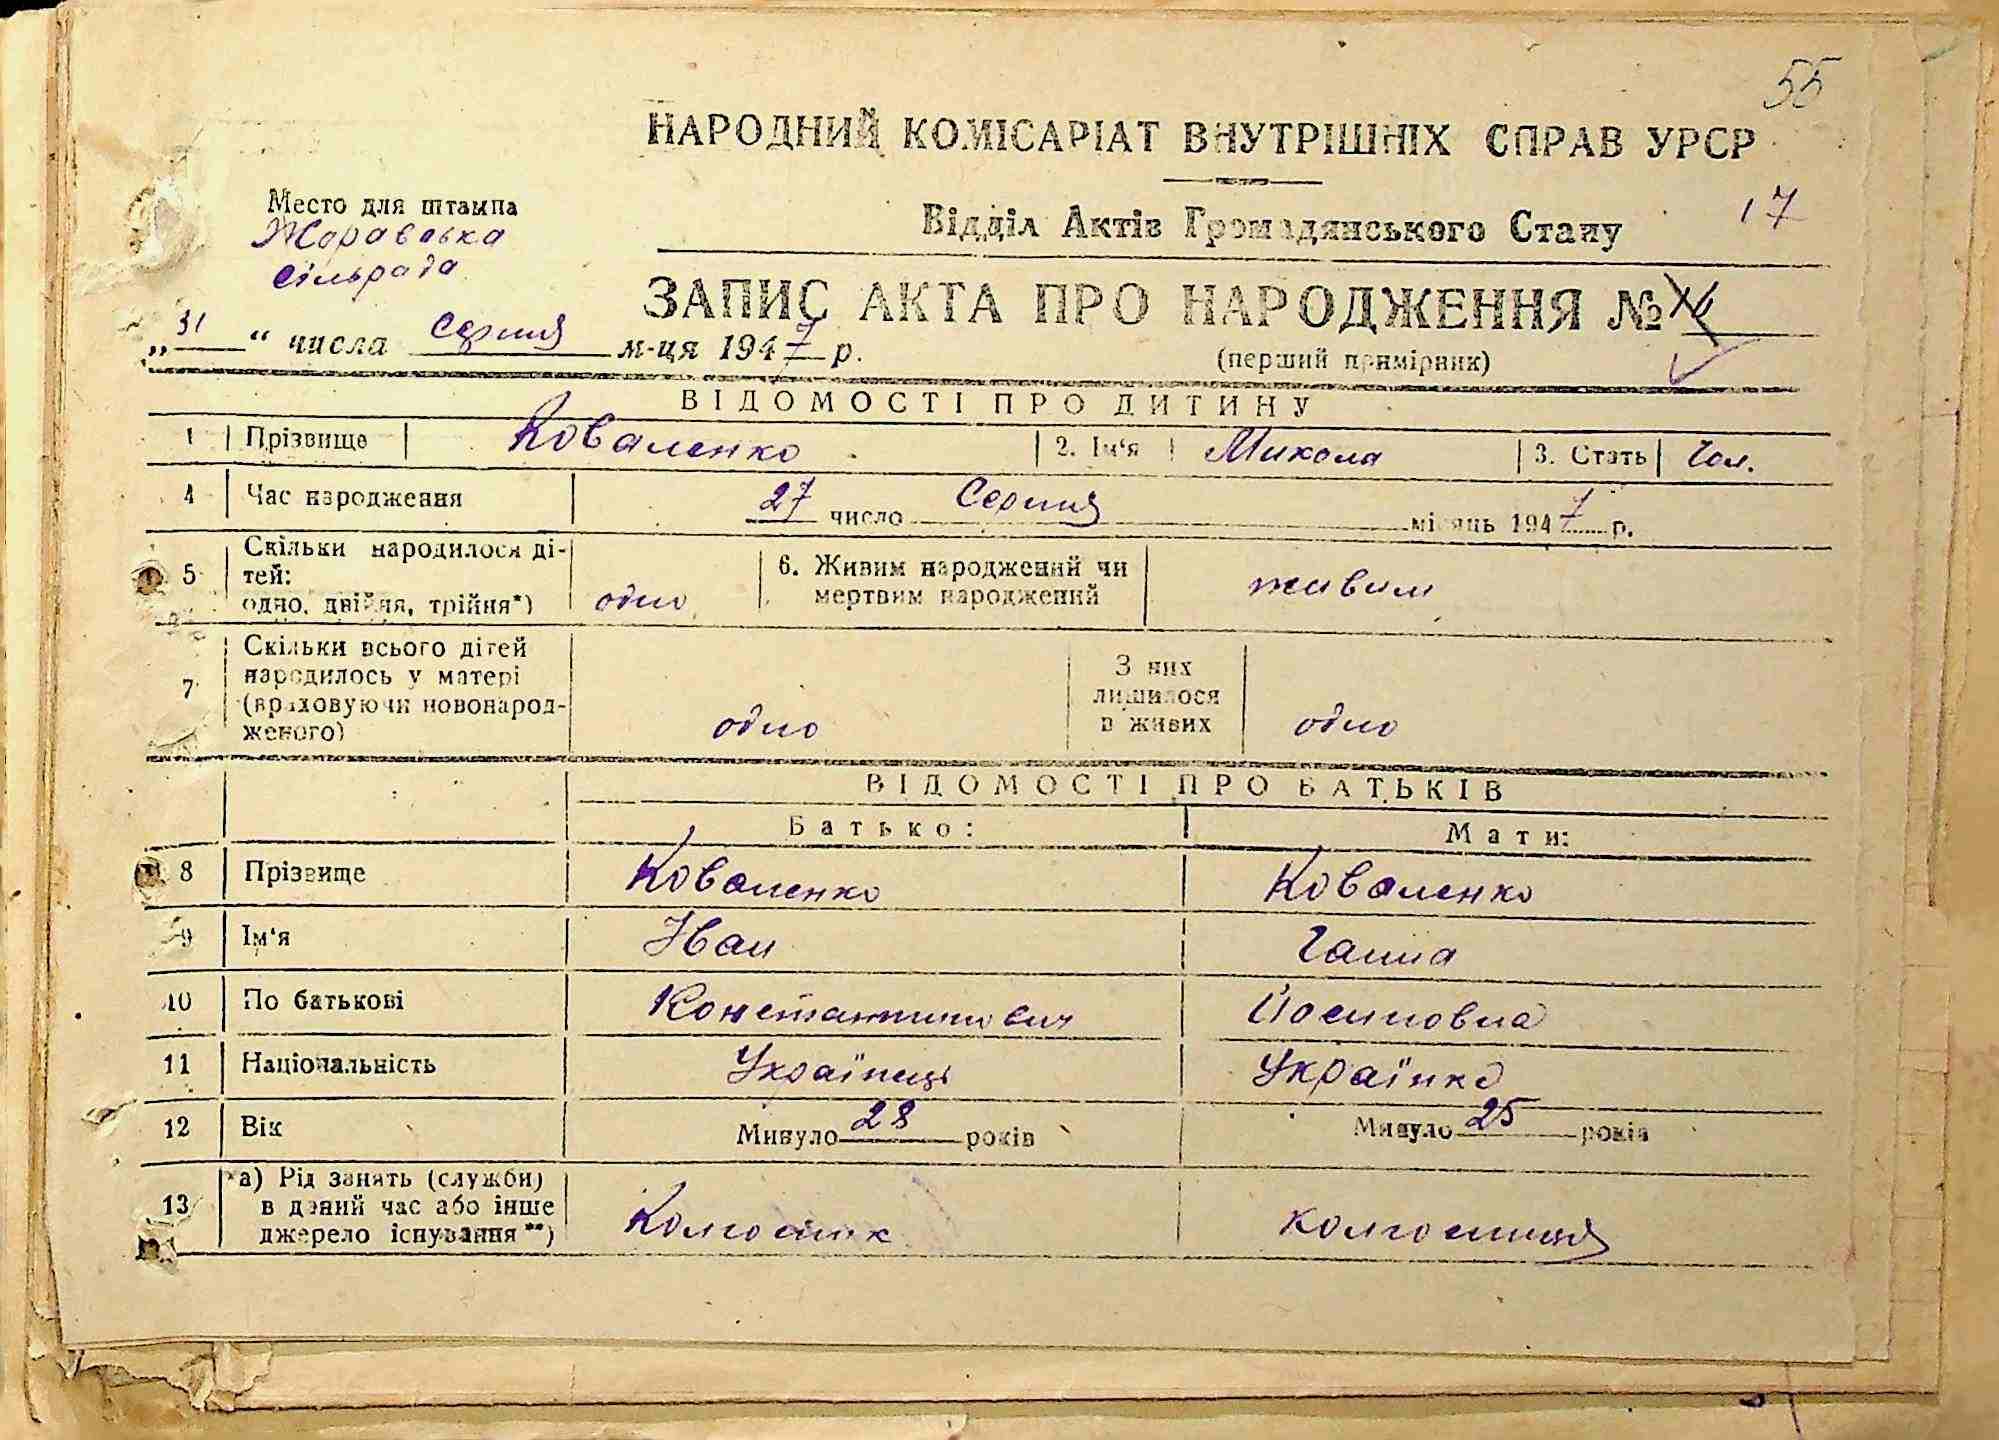 55
НАРОДНИЙ КОМІСАРІАТ ВНУТРІШНІХ СПРАВ УРСР
Место для штампа
Жоравська
сільрада
Відділ Актів Громадянського Стану 17
ЗАПИС АКТА ПРО НАРОДЖЕННЯ №
„31“ числа Серпня м-ця 1947 р.
(перший примірник)
ВІДОМОСТІ ПРО ДИТИНУ
1 Прізвище Коваленко 2. Ім'я Микола 3. Стать Чол.
4 Час народження 27 число Серпня місяць 1947 р.
5 Скільки народилося ді-
тей:
одно, двійня, трійня*) одно
6. Живим народжений чи
мертвим народжений живим
7 Скільки всього дітей
народилось у матері
(враховуючи новонарод-
женого) одно
З них
лишилося
в живих одно
ВІДОМОСТІ ПРО БАТЬКІВ
Батько: Мати:
8 Прізвище Коваленко Коваленко
9 Ім'я Іван Ганна
10 По батькові Константинович Йосиповна
11 Національність Українець Українка
12 Вік Минуло 28 років Минуло 25 років
13 а) Рід занять (служби)
в даний час або інше
джерело існування **) Колгоспник колгоспниця